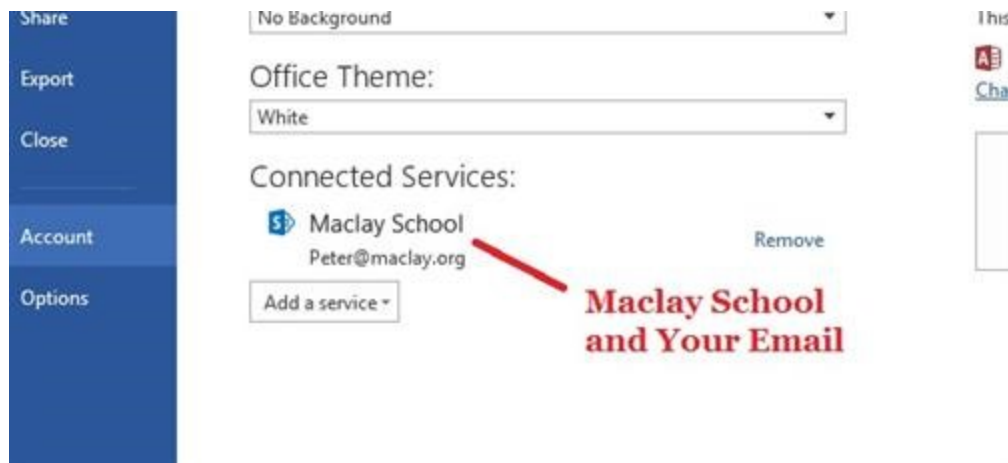 Share
Export
Close
Account
Options
No Background
Office Theme:
White
Connected Services:
Maclay School
Peter@maclay.org
Remove
Add a service
Maclay School
and Your Email
This